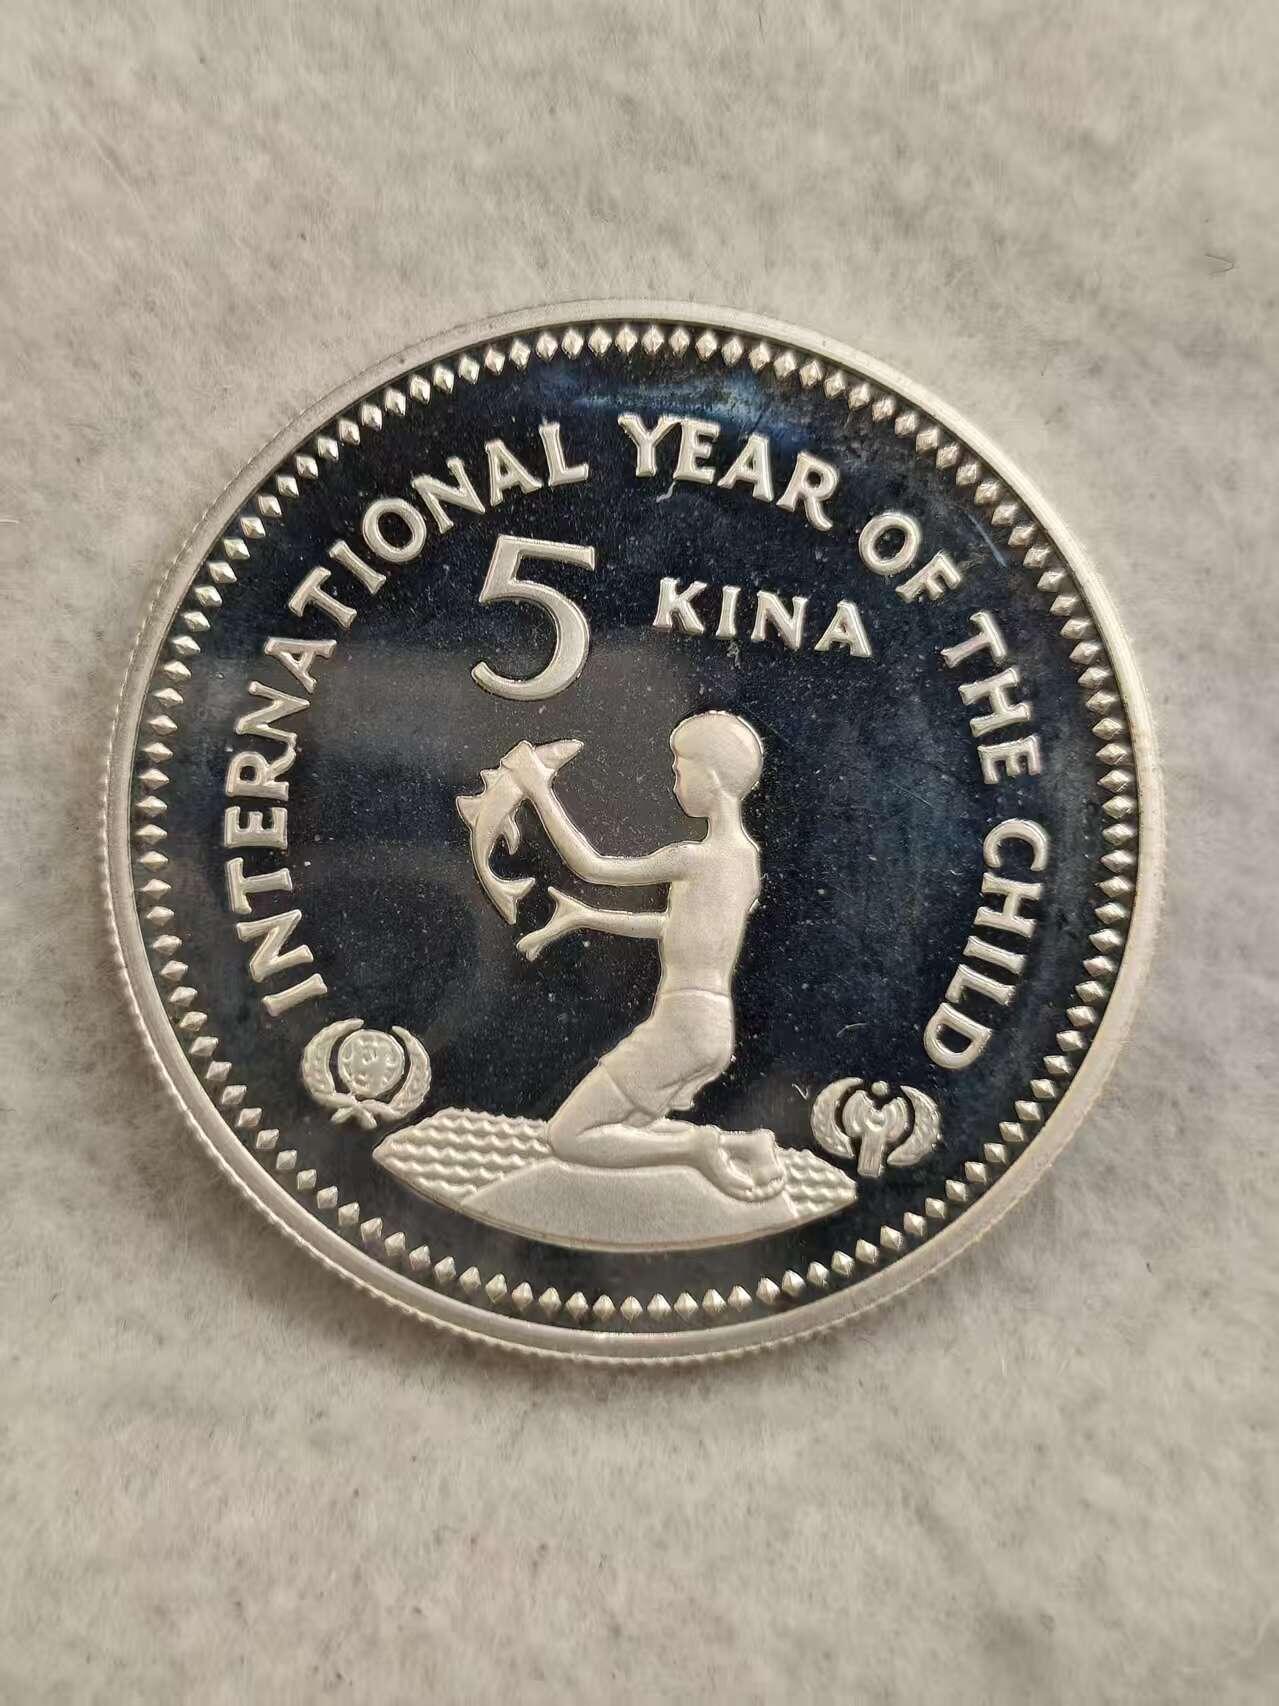 INTERNATIONAL YEAR OF THE CHILD
5 KINA